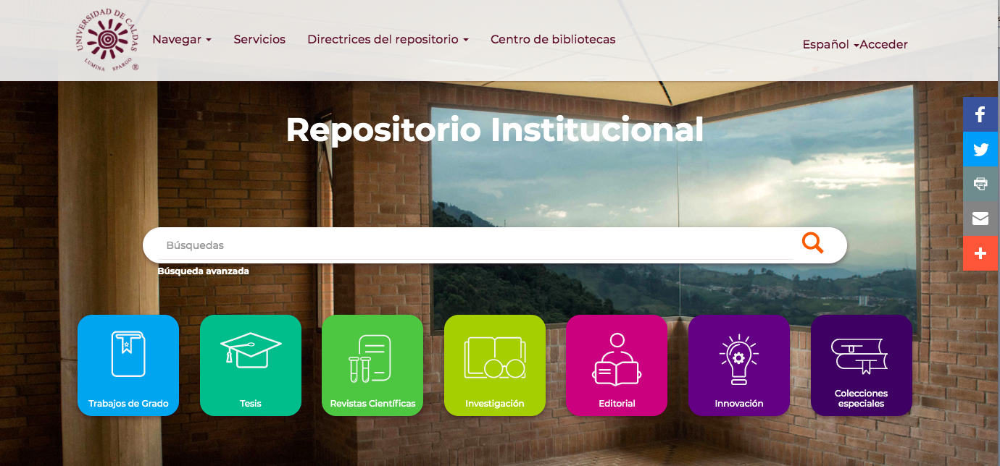 UNIVERSIDAD DE CALDAS
LUMINA SPARGO
®
Navegar
Servicios
Directrices del repositorio
Centro de bibliotecas
Español
Acceder
Repositorio Institucional
Búsquedas
Búsqueda avanzada
Trabajos de Grado
Tesis
Revistas Científicas
Investigación
Editorial
Innovación
Colecciones
especiales